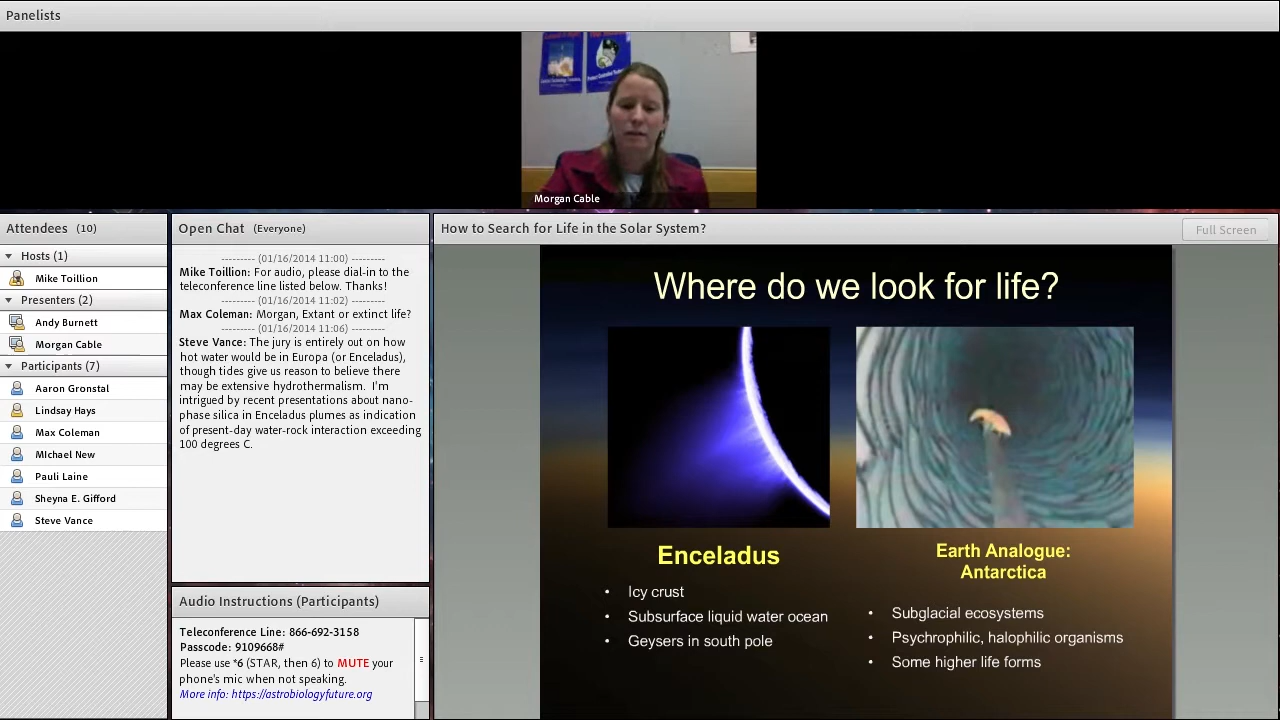 Panelists
Morgan Cable
Attendees (10)
Hosts (1)
Mike Toillion
Presenters (2)
Andy Burnett
Morgan Cable
Participants (7)
Aaron Gronstal
Lindsay Hays
Max Coleman
MIchael New
Pauli Laine
Sheyna E. Gifford
Steve Vance
Open Chat (Everyone)
--------- (01/16/2014 11:00) ---------
Mike Toillion: For audio, please dial-in to the
teleconference line listed below. Thanks!
--------- (01/16/2014 11:02) ---------
Max Coleman: Morgan, Extant or extinct life?
--------- (01/16/2014 11:06) ---------
Steve Vance: The jury is entirely out on how
hot water would be in Europa (or Enceladus),
though tides give us reason to believe there
may be extensive hydrothermalism. I'm
intrigued by recent presentations about nano-
phase silica in Enceladus plumes as indication
of present-day water-rock interaction exceeding
100 degrees C.
Audio Instructions (Participants)
Teleconference Line: 866-692-3158
Passcode: 9109668#
Please use *6 (STAR, then 6) to MUTE your
phone's mic when not speaking.
More info: https://astrobiologyfuture.org
How to Search for Life in the Solar System?
Full Screen
Where do we look for life?
Enceladus
• Icy crust
• Subsurface liquid water ocean
• Geysers in south pole
Earth Analogue:
Antarctica
• Subglacial ecosystems
• Psychrophilic, halophilic organisms
• Some higher life forms